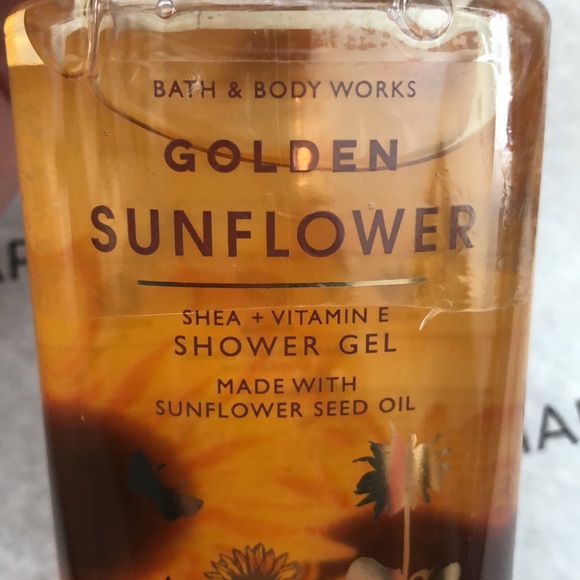 BATH & BODY WORKS
GOLDEN
SUNFLOWER
SHEA + VITAMIN E
SHOWER GEL
MADE WITH
SUNFLOWER SEED OIL